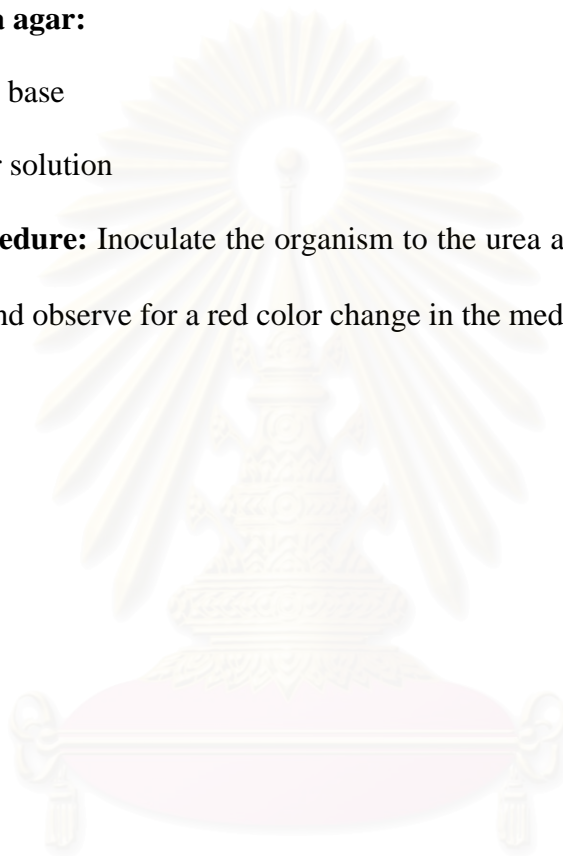 a agar:
base
solution
edure: Inoculate the organism to the urea a
nd observe for a red color change in the med